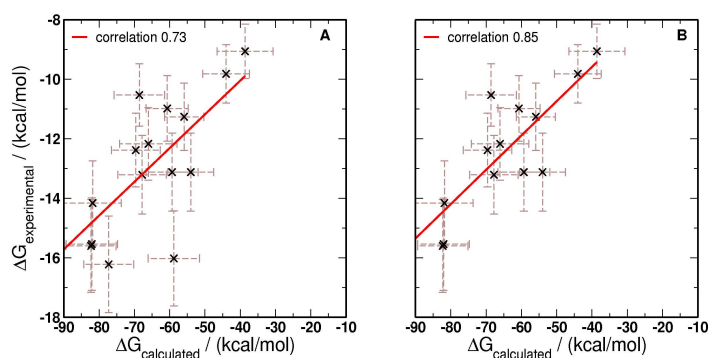 correlation 0.73
A
-8
-10
-12
-14
-16
-18
ΔGexperimental / (kcal/mol)
-90 -80 -70 -60 -50 -40 -30 -20 -10
ΔGcalculated / (kcal/mol)
correlation 0.85
B
-90 -80 -70 -60 -50 -40 -30 -20 -10
ΔGcalculated / (kcal/mol)